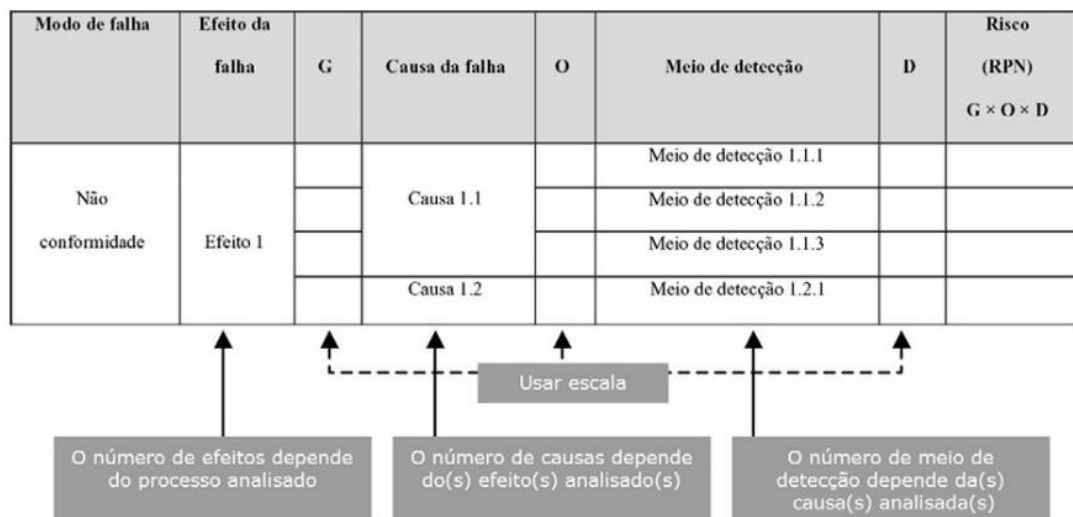 Modo de falha
Efeito da
falha
G
Causa da falha
O
Meio de detecção
D
Risco
(RPN)
G × O × D
Não
conformidade
Efeito 1
Causa 1.1
Meio de detecção 1.1.1
Meio de detecção 1.1.2
Meio de detecção 1.1.3
Causa 1.2
Meio de detecção 1.2.1
Usar escala
O número de efeitos depende
do processo analisado
O número de causas depende
do(s) efeito(s) analisado(s)
O número de meio de
detecção depende da(s)
causa(s) analisada(s)